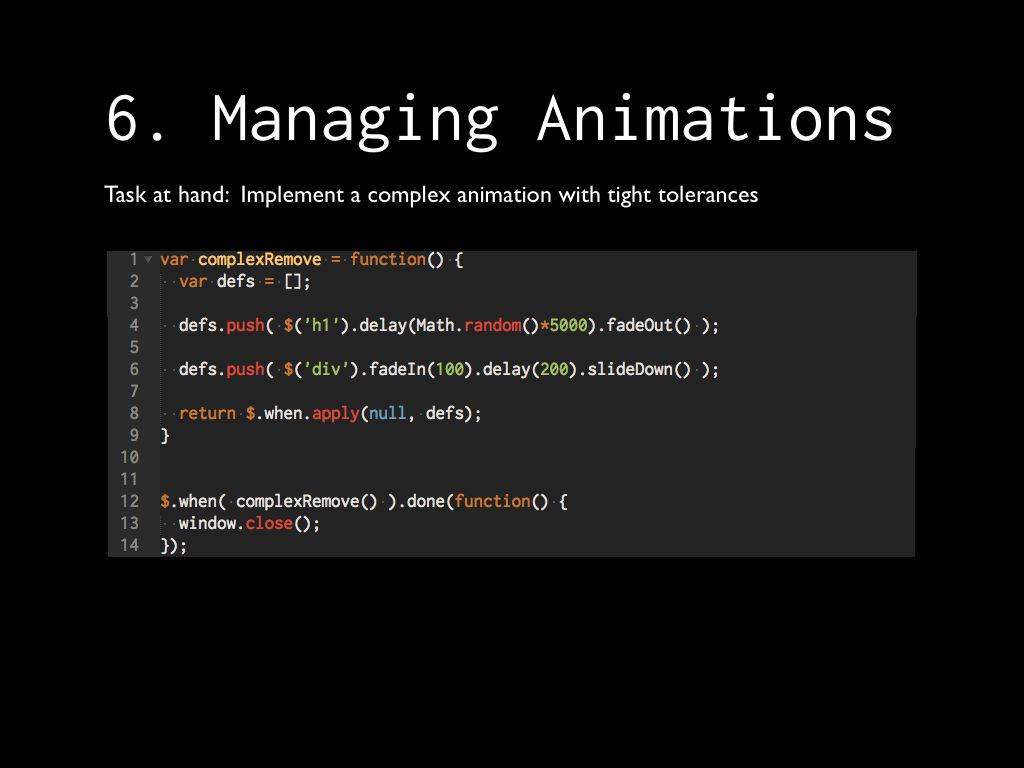 6. Managing Animations
Task at hand: Implement a complex animation with tight tolerances
1 var complexRemove = function() {
2   var defs = [];
3
4   defs.push( $('h1').delay(Math.random()*5000).fadeOut() );
5
6   defs.push( $('div').fadeIn(100).delay(200).slideDown() );
7
8   return $.when.apply(null, defs);
9 }
10
11
12 $.when( complexRemove() ).done(function() {
13   window.close();
14 });